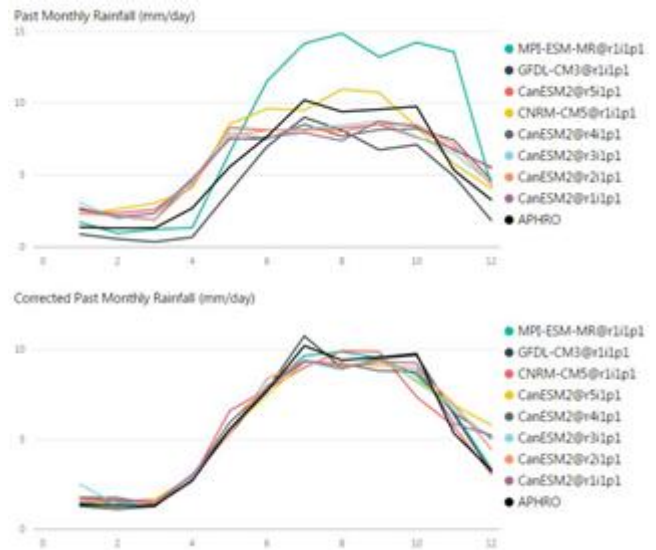 Past Monthly Rainfall (mm/day)
15
10
5
0
0 2 4 6 8 10 12
MPI-ESM-MR@r1i1p1
GFDL-CM3@r1i1p1
CanESM2@r5i1p1
CNRM-CM5@r1i1p1
CanESM2@r4i1p1
CanESM2@r3i1p1
CanESM2@r2i1p1
CanESM2@r1i1p1
APHRO
Corrected Past Monthly Rainfall (mm/day)
10
5
0
0 2 4 6 8 10 12
MPI-ESM-MR@r1i1p1
GFDL-CM3@r1i1p1
CNRM-CM5@r1i1p1
CanESM2@r5i1p1
CanESM2@r4i1p1
CanESM2@r3i1p1
CanESM2@r2i1p1
CanESM2@r1i1p1
APHRO